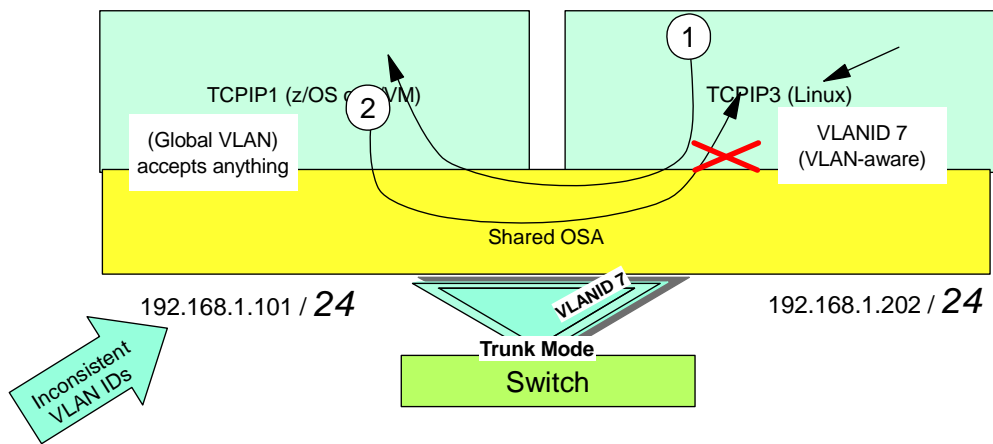 1
TCPIP1 (z/OS or z/VM)
2
TCPIP3 (Linux)
(Global VLAN)
accepts anything
VLANID 7
(VLAN-aware)
Shared OSA
192.168.1.101 / 24
VLANID 7
192.168.1.202 / 24
Trunk Mode
Switch
Inconsistent
VLAN IDs